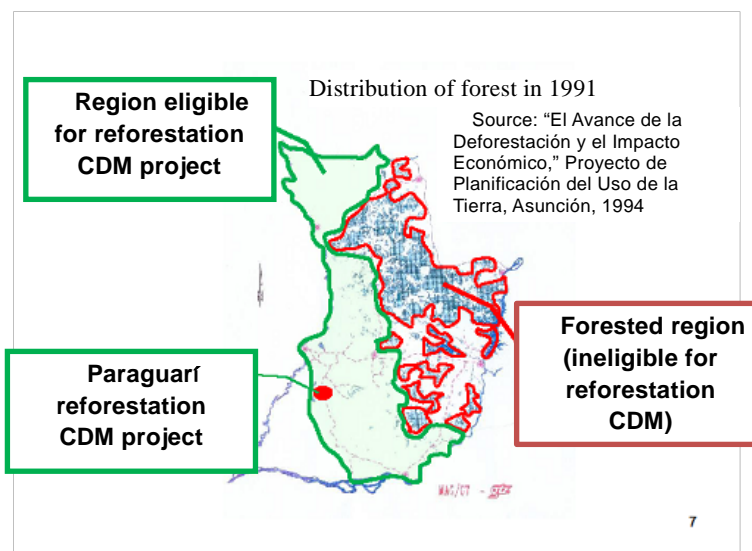 Distribution of forest in 1991
Region eligible
for reforestation
CDM project
Source: “El Avance de la
Deforestación y el Impacto
Económico,” Proyecto de
Planificación del Uso de la
Tierra, Asunción, 1994
Forested region
(ineligible for
reforestation
CDM)
Paraguarí
reforestation
CDM project
7